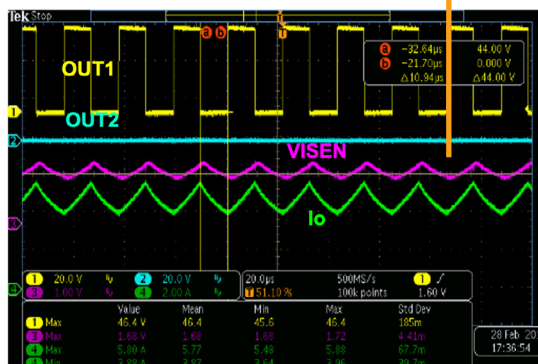 Tek Stop
a b
T
a -32.64µs 44.00 V
b -21.70µs 0.000 V
Δ10.94µs Δ44.00 V
OUT1
1
OUT2
2
VISEN
3
Io
4
1 20.0 V 2 20.0 V 20.0µs 500MS/s 1
3 1.00 V 4 2.00 A T 51.10 % 100k points 1.60 V
Value Mean Min Max Std Dev
1 Max 46.4 V 46.4 45.6 46.4 185m
3 Max 1.68 V 1.68 1.68 1.72 4.41m
4 Max 5.80 A 5.77 5.48 5.88 67.7m
28 Feb 20
17:36:54